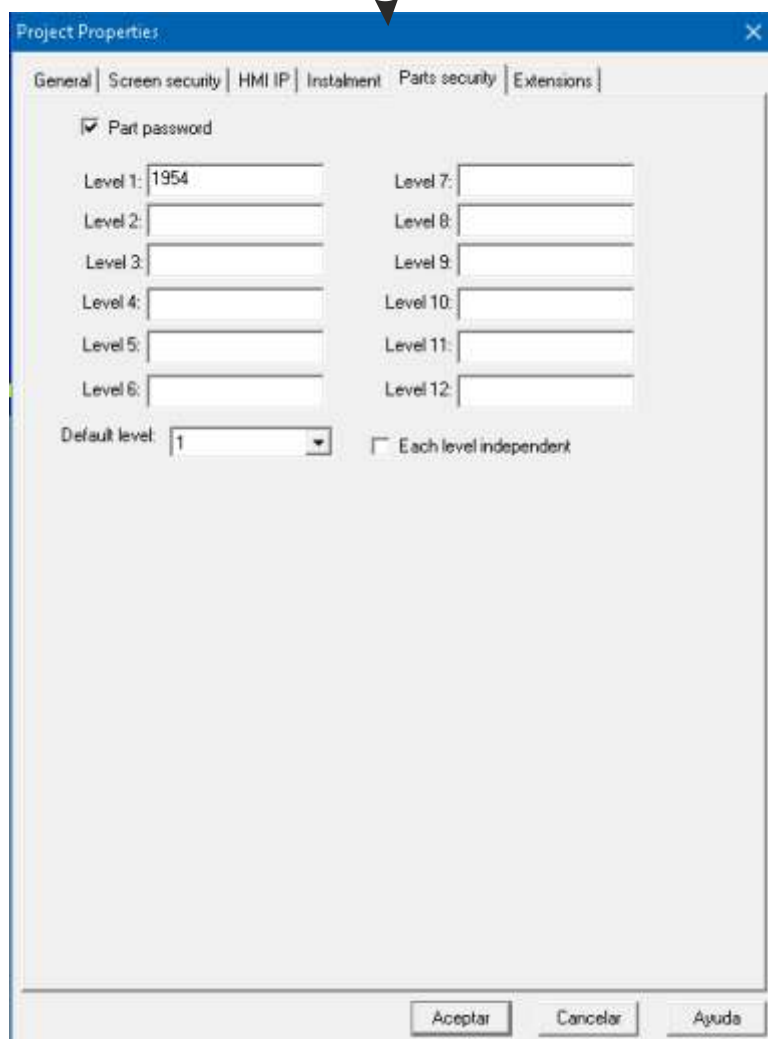 Project Properties
General Screen security HMI IP Instalment Parts security Extensions
Part password
Level 1: 1954 Level 7:
Level 2: Level 8:
Level 3: Level 9:
Level 4: Level 10:
Level 5: Level 11:
Level 6: Level 12:
Default level: 1 Each level independent
Aceptar Cancelar Ayuda